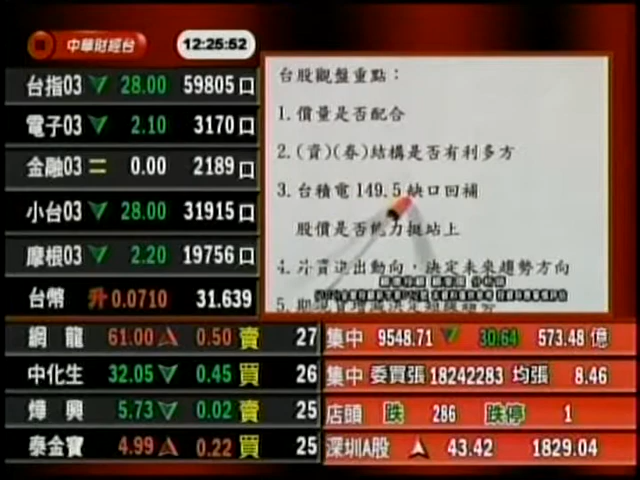 中華財經台
12:25:52
台指03 28.00 59805口
電子03 2.10 3170口
金融03 0.00 2189口
小台03 28.00 31915口
摩根03 2.20 19756口
台幣 升0.0710 31.639
台股觀盤重點：
1.價量是否配合
2.(資)(券)結構是否有利多方
3.台積電149.5缺口回補
股價是否能力挺站上
4.外資進出動向，決定未來趨勢方向
5.
網龍 61.00 0.50 賣 27
中化生 32.05 0.45 買 26
燁興 5.73 0.02 賣 25
泰金寶 4.99 0.22 買 25
集中 9548.71 30.64 573.48億
集中 委買張 18242283 均張 8.46
店頭 跌 286 跌停 1
深圳A股 43.42 1829.04